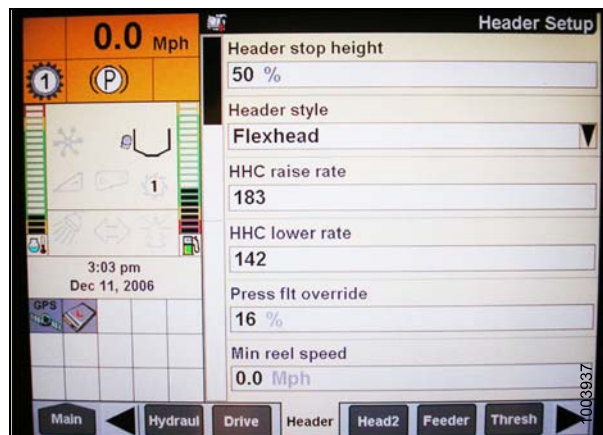 0.0 Mph
1
(P)
1
3:03 pm
Dec 11, 2006
GPS
L
Header Setup
Header stop height
50 %
Header style
Flexhead
HHC raise rate
183
HHC lower rate
142
Press flt override
16 %
Min reel speed
0.0 Mph
Main
Hydraul
Drive
Header
Head2
Feeder
Thresh
1003937